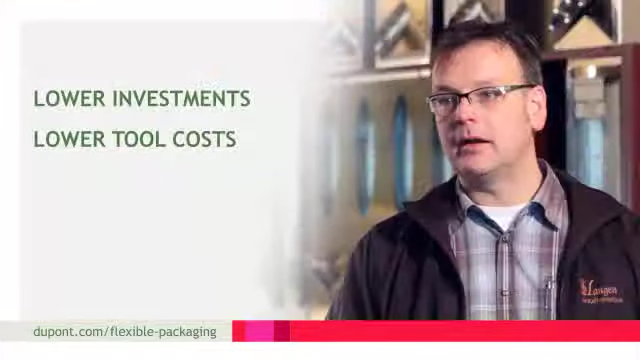 LOWER INVESTMENTS
LOWER TOOL COSTS
dupont.com/flexible-packaging